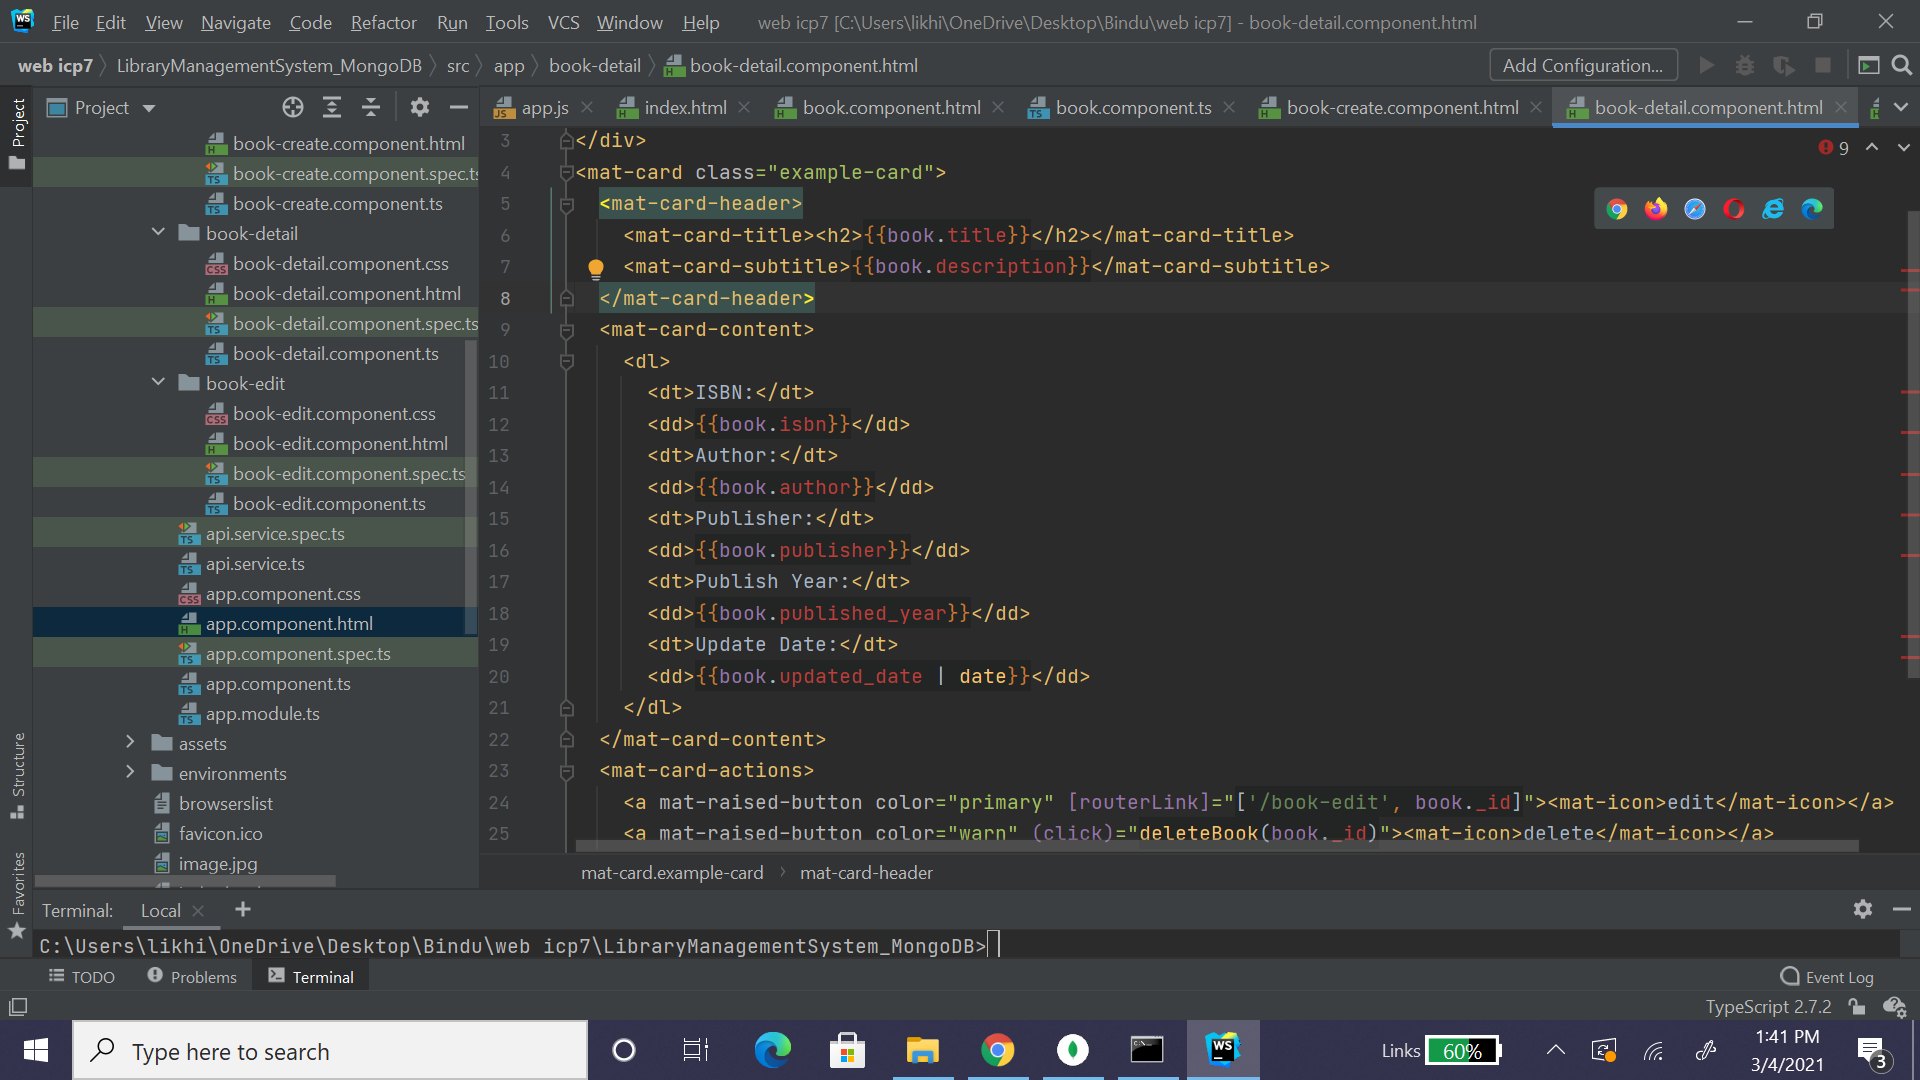 File Edit View Navigate Code Refactor Run Tools VCS Window Help web icp7 [C:\Users\likhi\OneDrive\Desktop\Bindu\web icp7] - book-detail.component.html
web icp7 LibraryManagementSystem_MongoDB src app book-detail book-detail.component.html Add Configuration...
Project
Project
app.js index.html book.component.html book.component.ts book-create.component.html book-detail.component.html
book-create.component.html
book-create.component.spec.ts
book-create.component.ts
book-detail
book-detail.component.css
book-detail.component.html
book-detail.component.spec.ts
book-detail.component.ts
book-edit
book-edit.component.css
book-edit.component.html
book-edit.component.spec.ts
book-edit.component.ts
api.service.spec.ts
api.service.ts
app.component.css
app.component.html
app.component.spec.ts
app.component.ts
app.module.ts
assets
environments
browserslist
favicon.ico
image.jpg
Structure
Favorites
9
3 </div>
4 <mat-card class="example-card">
5 <mat-card-header>
6 <mat-card-title><h2>{{book.title}}</h2></mat-card-title>
7 <mat-card-subtitle>{{book.description}}</mat-card-subtitle>
8 </mat-card-header>
9 <mat-card-content>
10 <dl>
11 <dt>ISBN:</dt>
12 <dd>{{book.isbn}}</dd>
13 <dt>Author:</dt>
14 <dd>{{book.author}}</dd>
15 <dt>Publisher:</dt>
16 <dd>{{book.publisher}}</dd>
17 <dt>Publish Year:</dt>
18 <dd>{{book.published_year}}</dd>
19 <dt>Update Date:</dt>
20 <dd>{{book.updated_date | date}}</dd>
21 </dl>
22 </mat-card-content>
23 <mat-card-actions>
24 <a mat-raised-button color="primary" [routerLink]="['/book-edit', book._id]"><mat-icon>edit</mat-icon></a>
25 <a mat-raised-button color="warn" (click)="deleteBook(book._id)"><mat-icon>delete</mat-icon></a>
mat-card.example-card mat-card-header
Terminal: Local
C:\Users\likhi\OneDrive\Desktop\Bindu\web icp7\LibraryManagementSystem_MongoDB>
TODO Problems Terminal Event Log
TypeScript 2.7.2
Type here to search
WS
Links 60%
1:41 PM
3/4/2021
3